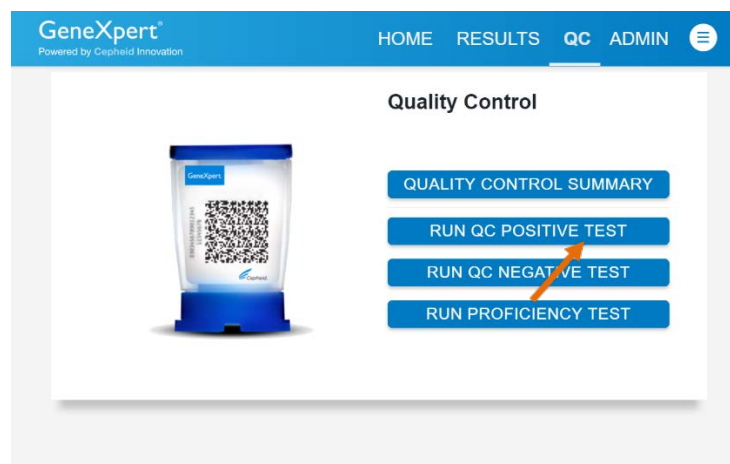 GeneXpert®
Powered by Cepheid Innovation
HOME RESULTS QC ADMIN
Quality Control
GeneXpert
Cepheid
QUALITY CONTROL SUMMARY
RUN QC POSITIVE TEST
RUN QC NEGATIVE TEST
RUN PROFICIENCY TEST